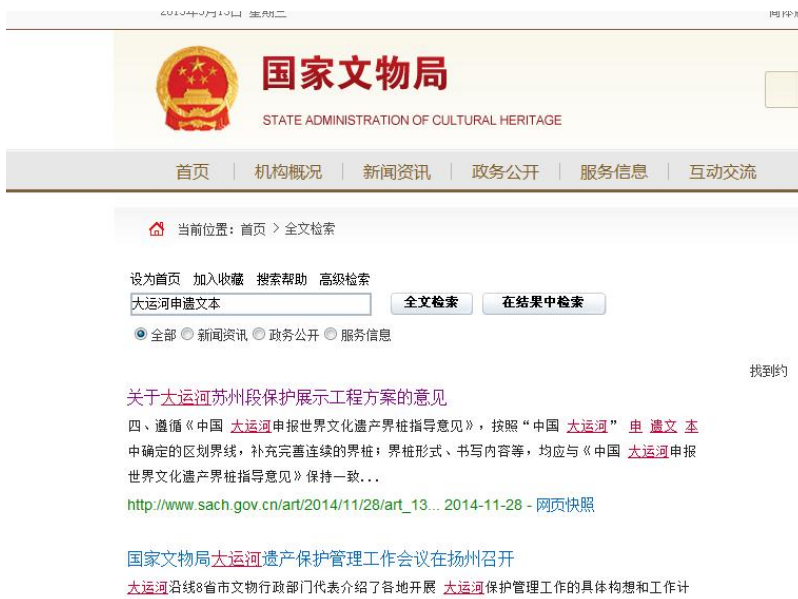 2015年5月13日 星期三
国家文物局
STATE ADMINISTRATION OF CULTURAL HERITAGE
首页 机构概况 新闻资讯 政务公开 服务信息 互动交流
当前位置: 首页 > 全文检索
设为首页 加入收藏 搜索帮助 高级检索
大运河申遗文本 全文检索 在结果中检索
全部 新闻资讯 政务公开 服务信息
找到约
关于大运河苏州段保护展示工程方案的意见
四、遵循《中国 大运河申报世界文化遗产界桩指导意见》,按照“中国 大运河” 申 遗文 本
中确定的区划界线,补充完善连续的界桩;界桩形式、书写内容等,均应与《中国 大运河申报
世界文化遗产界桩指导意见》保持一致...
http://www.sach.gov.cn/art/2014/11/28/art_13... 2014-11-28 - 网页快照
国家文物局大运河遗产保护管理工作会议在扬州召开
大运河沿线8省市文物行政部门代表介绍了各地开展 大运河保护管理工作的具体构想和工作计